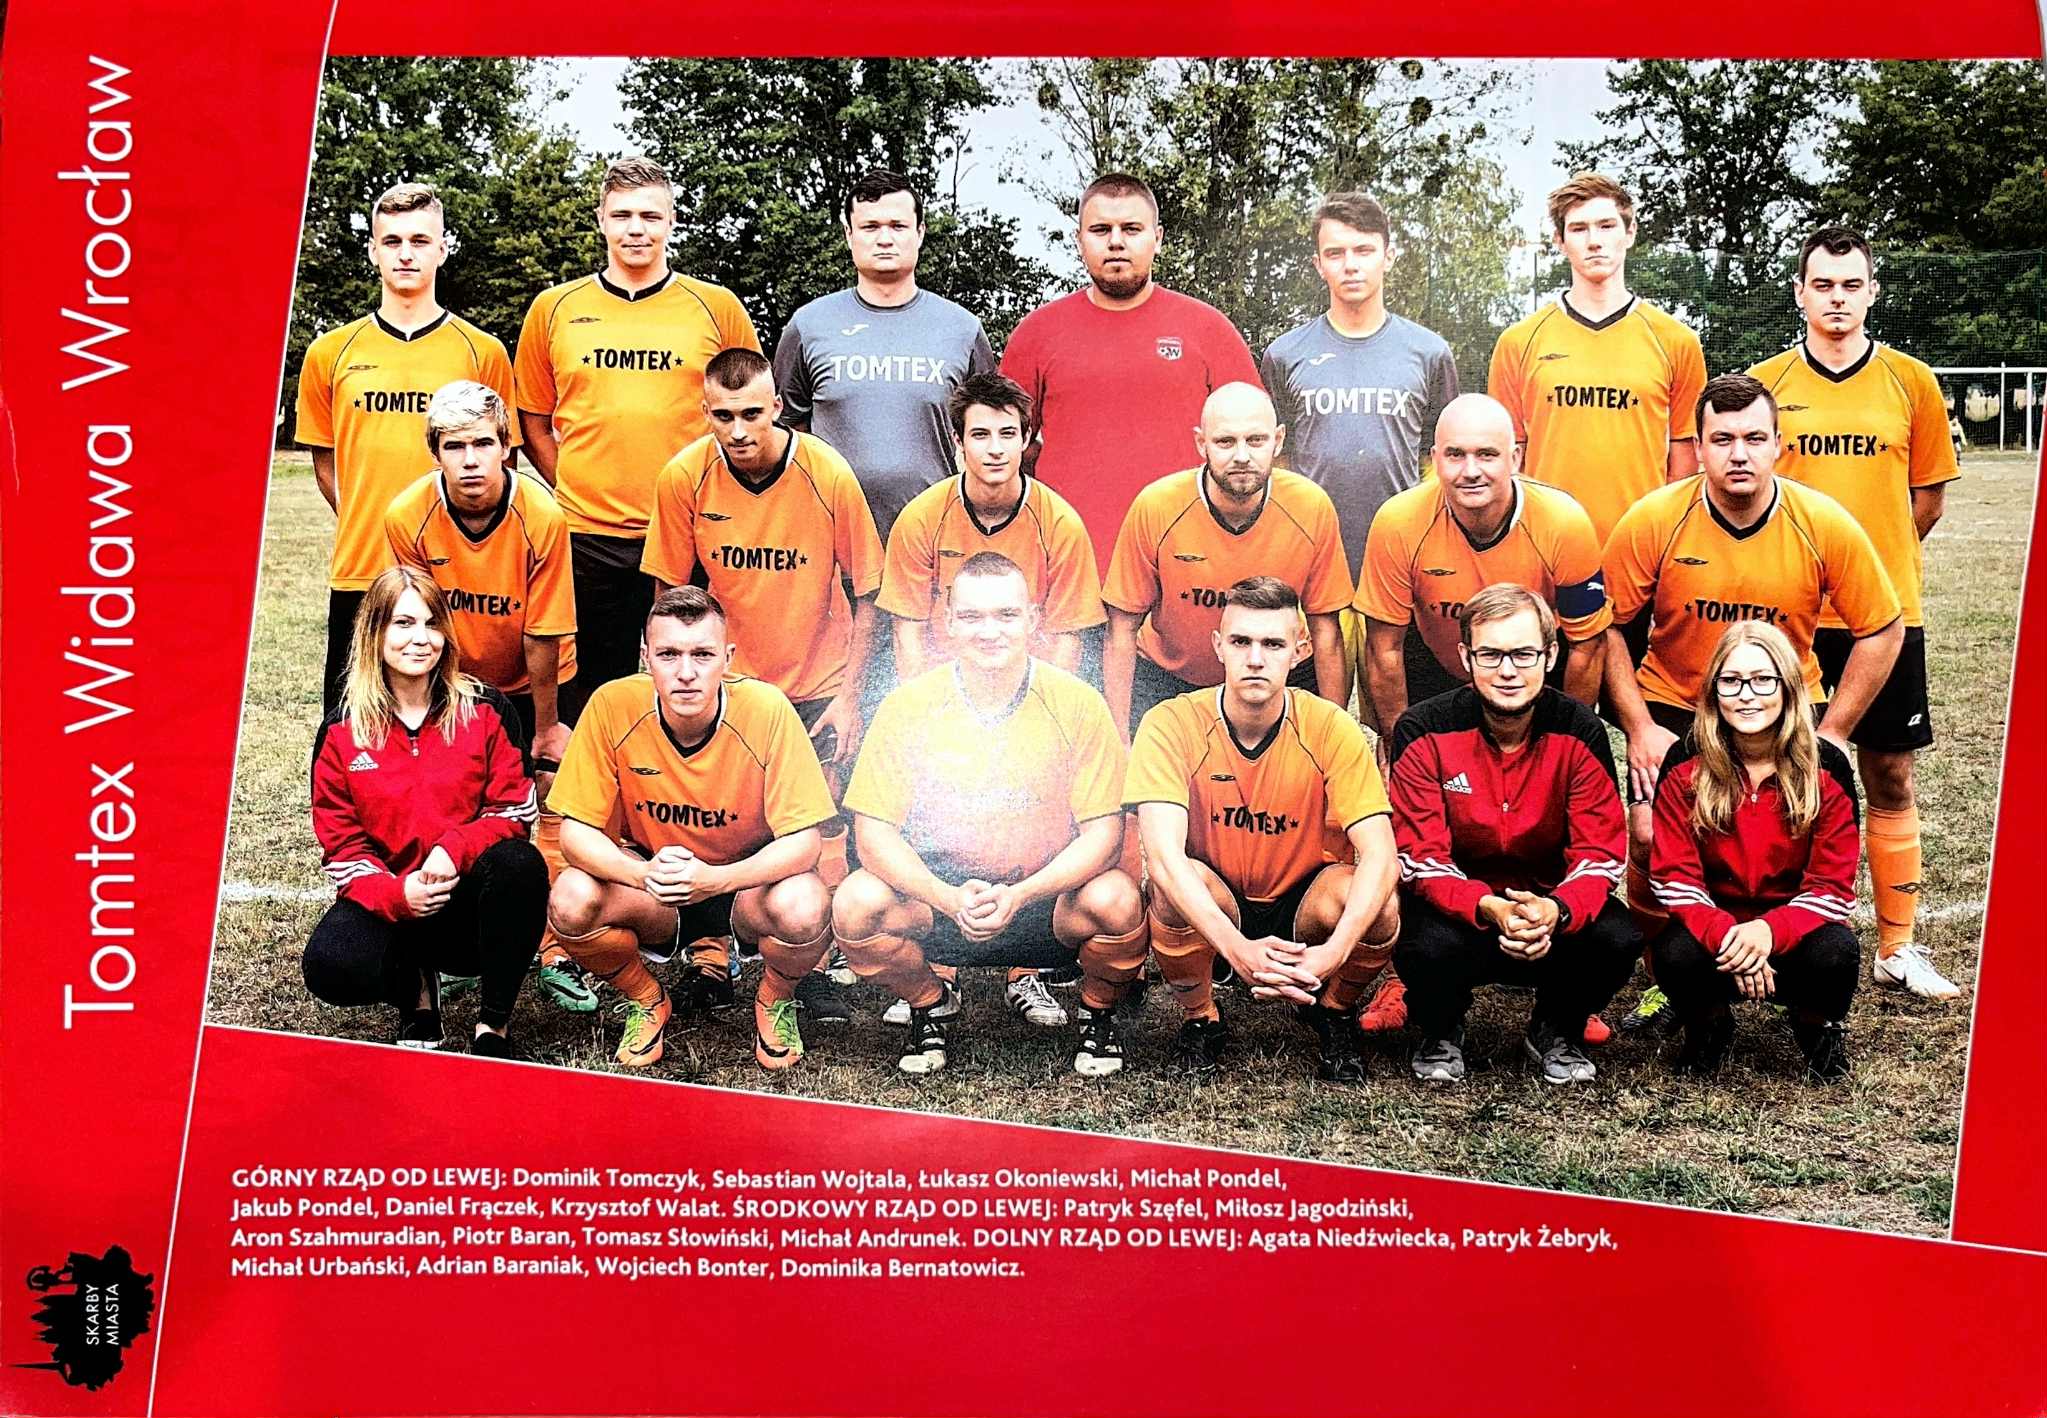 Tomtex Widawa Wrocław
TOMTE
★TOMTEX★
TOMTEX
TOMTEX
★TOMTEX★
★TOMTEX★
TOMTEX
★TOMTEX★
★TOMTEX
adidas
★TOMTEX★
★TOMTEX★
adidas
GÓRNY RZĄD OD LEWEJ: Dominik Tomczyk, Sebastian Wojtala, Łukasz Okoniewski, Michał Pondel,
Jakub Pondel, Daniel Frączek, Krzysztof Walat. ŚRODKOWY RZĄD OD LEWEJ: Patryk Szęfel, Miłosz Jagodziński,
Aron Szahmuradian, Piotr Baran, Tomasz Słowiński, Michał Andrunek. DOLNY RZĄD OD LEWEJ: Agata Niedźwiecka, Patryk Żebryk,
Michał Urbański, Adrian Baraniak, Wojciech Bonter, Dominika Bernatowicz.
SKARBY
MIASTA